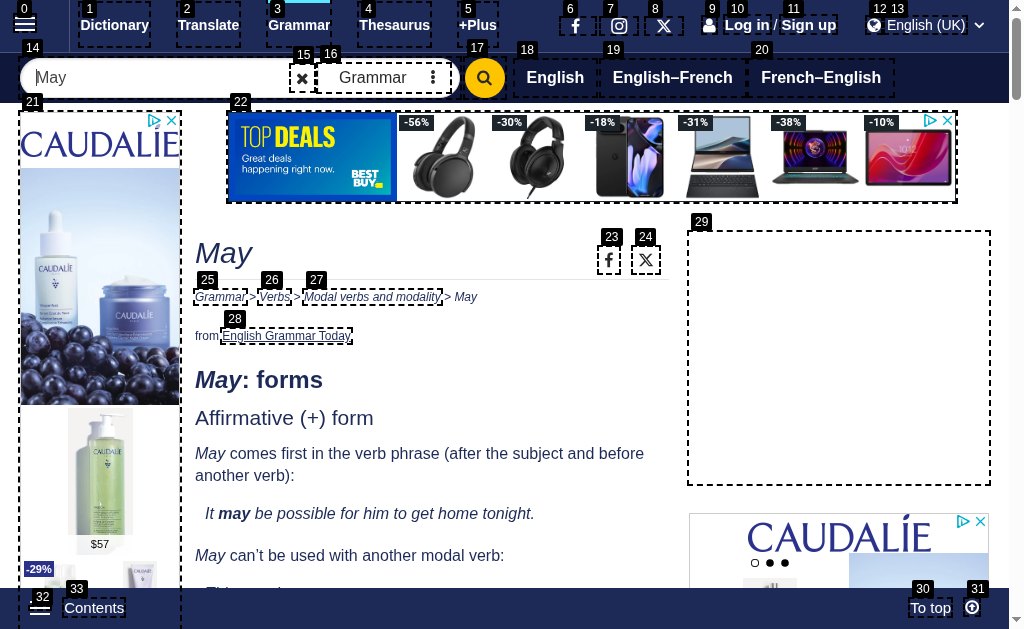 0 1 2 3 4 5 6 7 8 9 10 11 12 13
Dictionary Translate Grammar Thesaurus +Plus Log in / Sign up English (UK)
14 15 16 17 18 19 20
May Grammar English English–French French–English
21 22
CAUDALÍE
TOP DEALS
Great deals
happening right now.
BEST
BUY
-56% -30% -18% -31% -38% -10%
23 24 29
May
25 26 27
Grammar > Verbs > Modal verbs and modality > May
28
from English Grammar Today
May: forms
Affirmative (+) form
May comes first in the verb phrase (after the subject and before
another verb):
It may be possible for him to get home tonight.
May can’t be used with another modal verb:
CAUDALÍE
CAUDALÍE
$57
-29%
CAUDALÍE
32 33 30 31
Contents To top